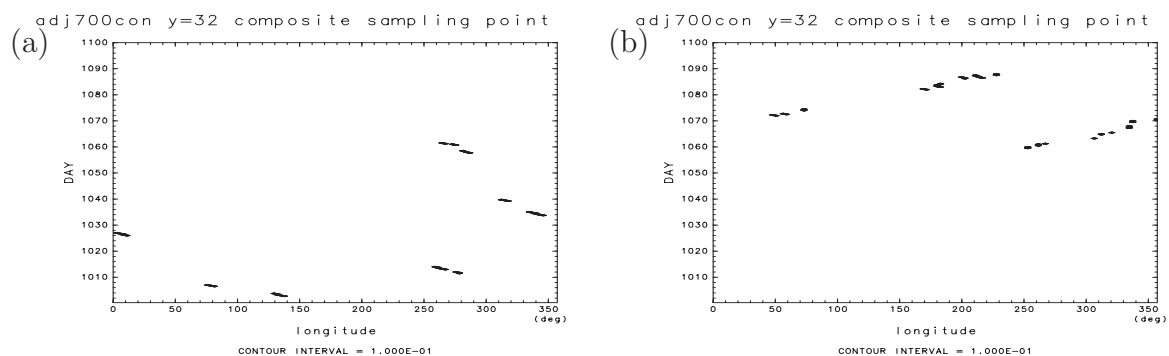 adj700con y=32 composite sampling point
(a)
1100
1090
1080
1070
1060
1050
1040
1030
1020
1010
DAY
0 50 100 150 200 250 300 350
(deg)
longitude
CONTOUR INTERVAL = 1.000E-01
adj700con y=32 composite sampling point
(b)
1100
1090
1080
1070
1060
1050
1040
1030
1020
1010
DAY
0 50 100 150 200 250 300 350
(deg)
longitude
CONTOUR INTERVAL = 1.000E-01